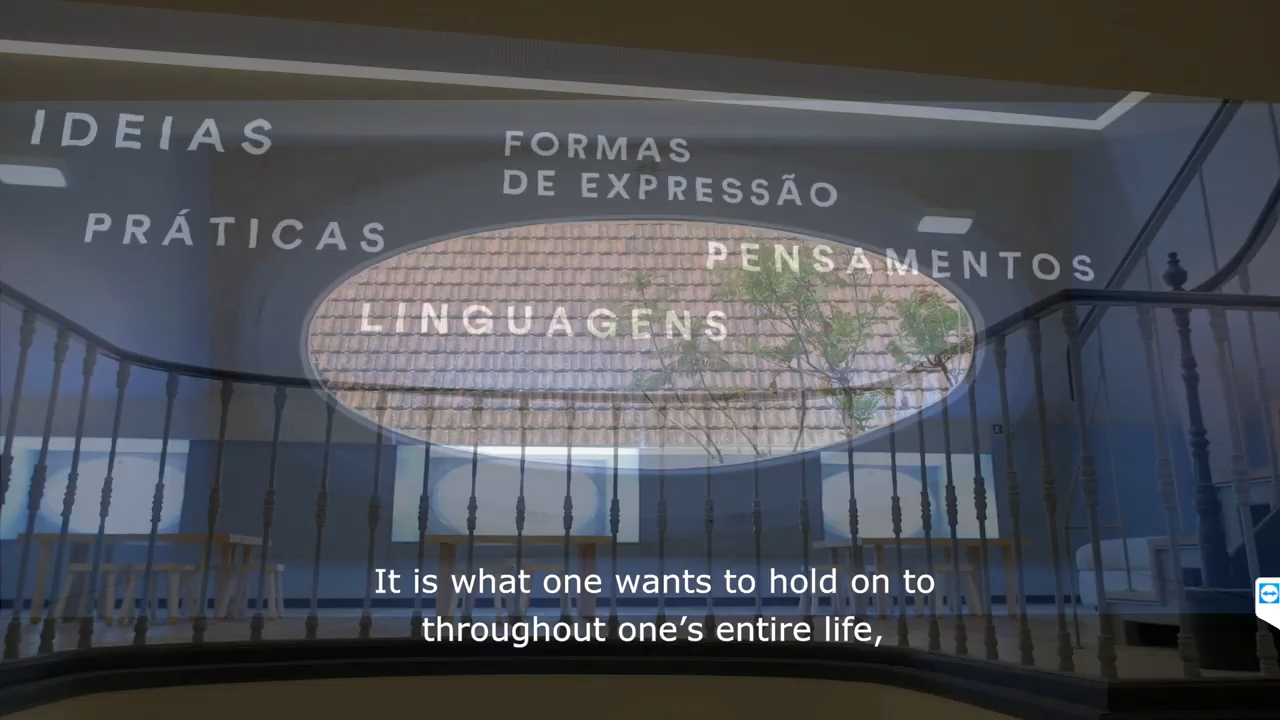 IDEIAS
FORMAS
DE EXPRESSÃO
PRÁTICAS
PENSAMENTOS
LINGUAGENS
It is what one wants to hold on to
throughout one’s entire life,